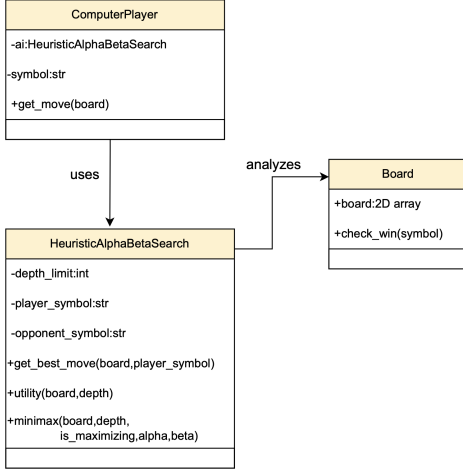 ComputerPlayer
-ai:HeuristicAlphaBetaSearch
-symbol:str
+get_move(board)
uses
analyzes
Board
+board:2D array
+check_win(symbol)
HeuristicAlphaBetaSearch
-depth_limit:int
-player_symbol:str
-opponent_symbol:str
+get_best_move(board,player_symbol)
+utility(board,depth)
+minimax(board,depth,
is_maximizing,alpha,beta)